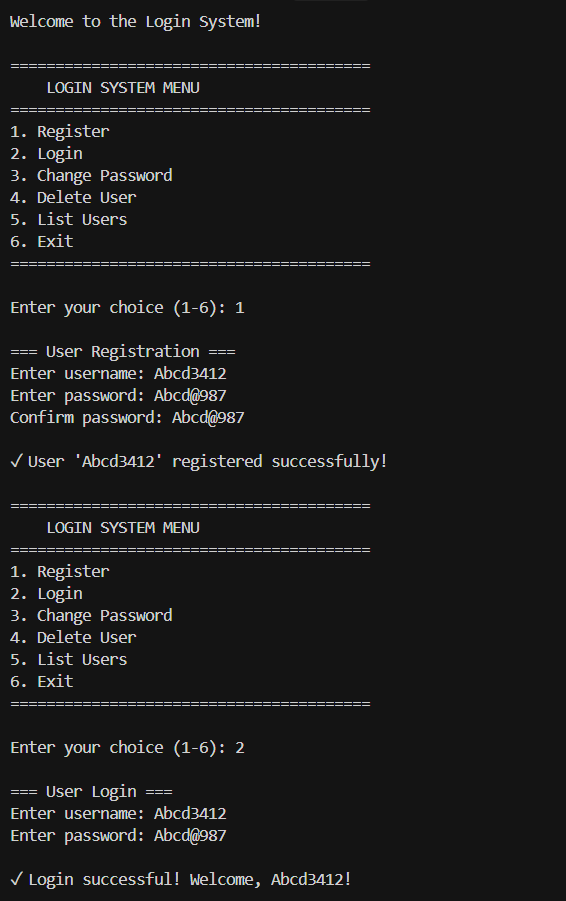 Welcome to the Login System!
========================================
LOGIN SYSTEM MENU
========================================
1. Register
2. Login
3. Change Password
4. Delete User
5. List Users
6. Exit
========================================
Enter your choice (1-6): 1
=== User Registration ===
Enter username: Abcd3412
Enter password: Abcd@987
Confirm password: Abcd@987
✓ User 'Abcd3412' registered successfully!
========================================
LOGIN SYSTEM MENU
========================================
1. Register
2. Login
3. Change Password
4. Delete User
5. List Users
6. Exit
========================================
Enter your choice (1-6): 2
=== User Login ===
Enter username: Abcd3412
Enter password: Abcd@987
✓ Login successful! Welcome, Abcd3412!